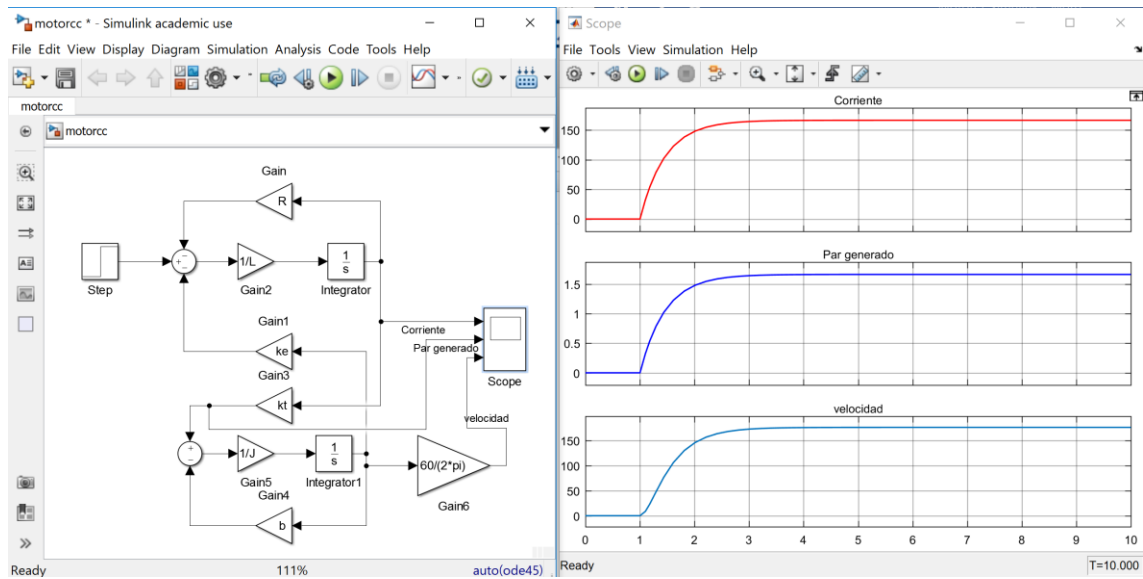 motorcc * - Simulink academic use
File Edit View Display Diagram Simulation Analysis Code Tools Help
motorcc
motorcc
Gain
R
Step
1/L
Gain2
1
s
Integrator
Gain1
ke
Gain3
kt
Corriente
Par generado
Scope
velocidad
1/J
Gain5
Gain4
1
s
Integrator1
60/(2*pi)
Gain6
b
Ready 111% auto(ode45)
Scope
File Tools View Simulation Help
Corriente
150
100
50
0
Par generado
1.5
1
0.5
0
velocidad
150
100
50
0
0 1 2 3 4 5 6 7 8 9 10
Ready T=10.000